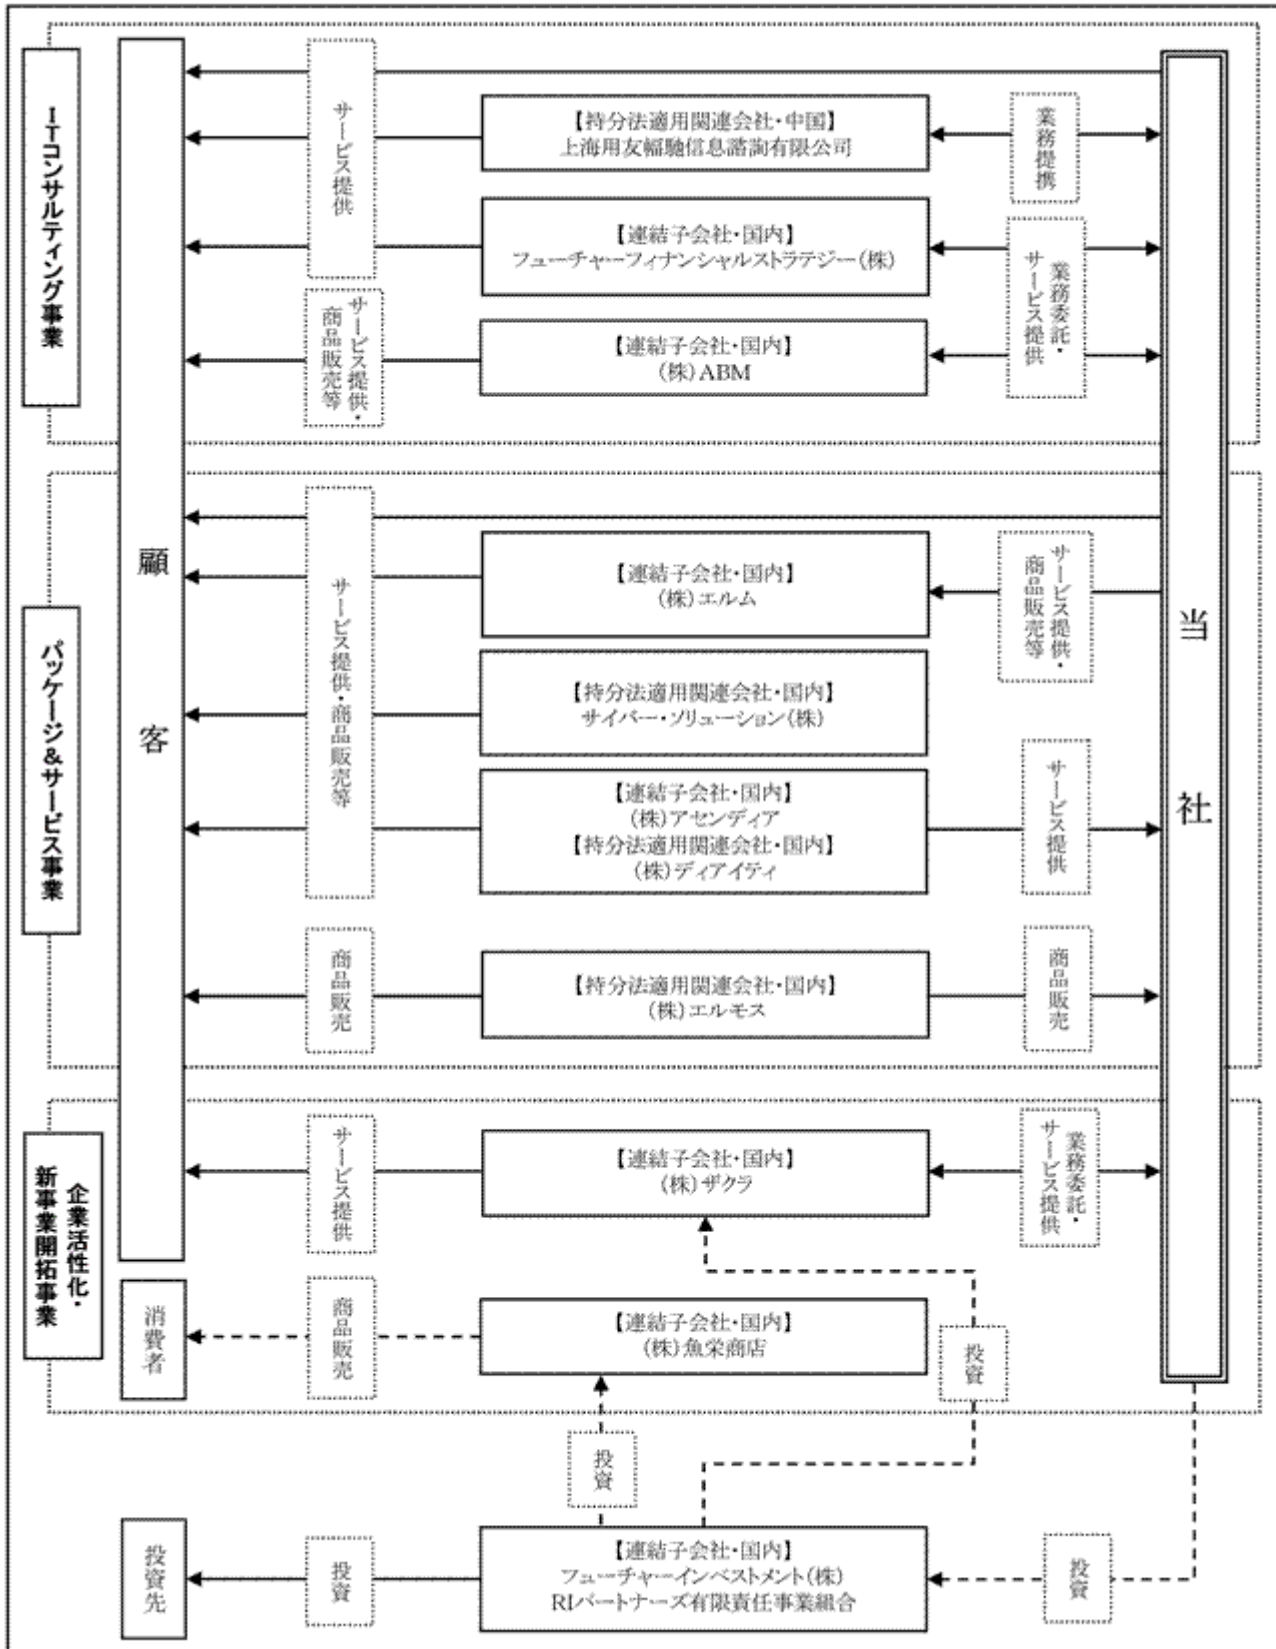 ITコンサルティング事業
サービス提供
【持分法適用関連会社・中国】
上海用友幅馳信息諮詢有限公司
業務提携
【連結子会社・国内】
フューチャーフィナンシャルストラテジー(株)
業務委託・
サービス提供
サービス提供・
商品販売等
【連結子会社・国内】
(株)ABM
顧客
当社
パッケージ&サービス事業
サービス提供・商品販売等
【連結子会社・国内】
(株)エルム
サービス提供・
商品販売等
【持分法適用関連会社・国内】
サイバー・ソリューション(株)
【連結子会社・国内】
(株)アセンディア
【持分法適用関連会社・国内】
(株)ディアイティ
サービス提供
商品販売
【持分法適用関連会社・国内】
(株)エルモス
商品販売
企業活性化・
新事業開拓事業
サービス提供
【連結子会社・国内】
(株)ザクラ
業務委託・
サービス提供
消費者
商品販売
【連結子会社・国内】
(株)魚栄商店
投資
投資
投資先
投資
【連結子会社・国内】
フューチャーインベストメント(株)
RIパートナーズ有限責任事業組合
投資